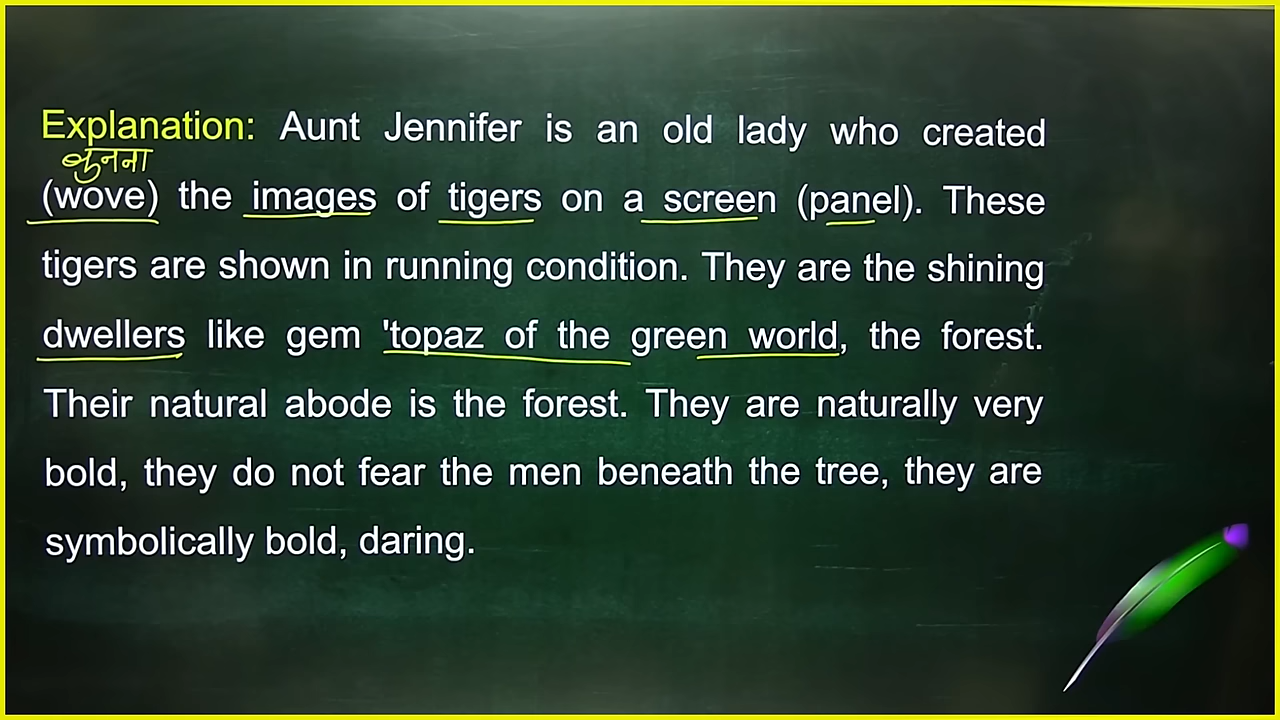 Explanation: Aunt Jennifer is an old lady who created
बुनना
(wove) the images of tigers on a screen (panel). These
tigers are shown in running condition. They are the shining
dwellers like gem 'topaz of the green world, the forest.
Their natural abode is the forest. They are naturally very
bold, they do not fear the men beneath the tree, they are
symbolically bold, daring.